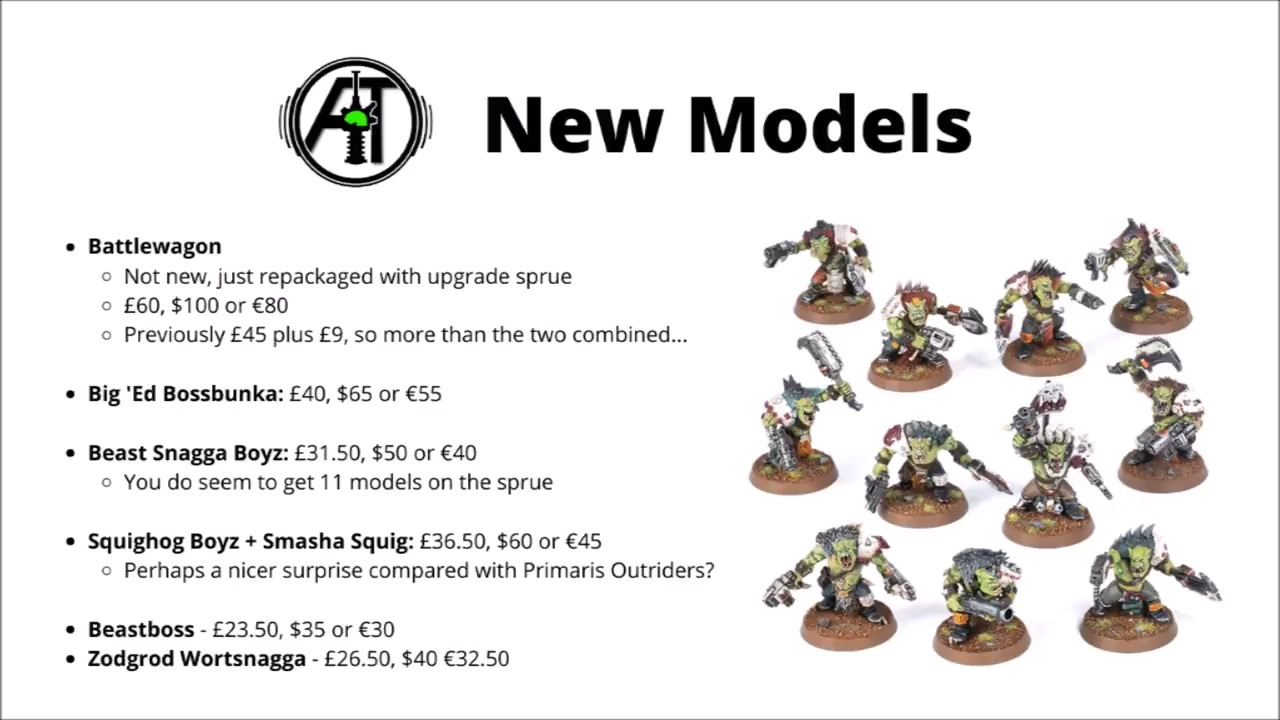 AT
New Models
• Battlewagon
○ Not new, just repackaged with upgrade sprue
○ £60, $100 or €80
○ Previously £45 plus £9, so more than the two combined...
• Big 'Ed Bossbunka: £40, $65 or €55
• Beast Snagga Boyz: £31.50, $50 or €40
○ You do seem to get 11 models on the sprue
• Squighog Boyz + Smasha Squig: £36.50, $60 or €45
○ Perhaps a nicer surprise compared with Primaris Outriders?
• Beastboss - £23.50, $35 or €30
• Zodgrod Wortsnagga - £26.50, $40 €32.50